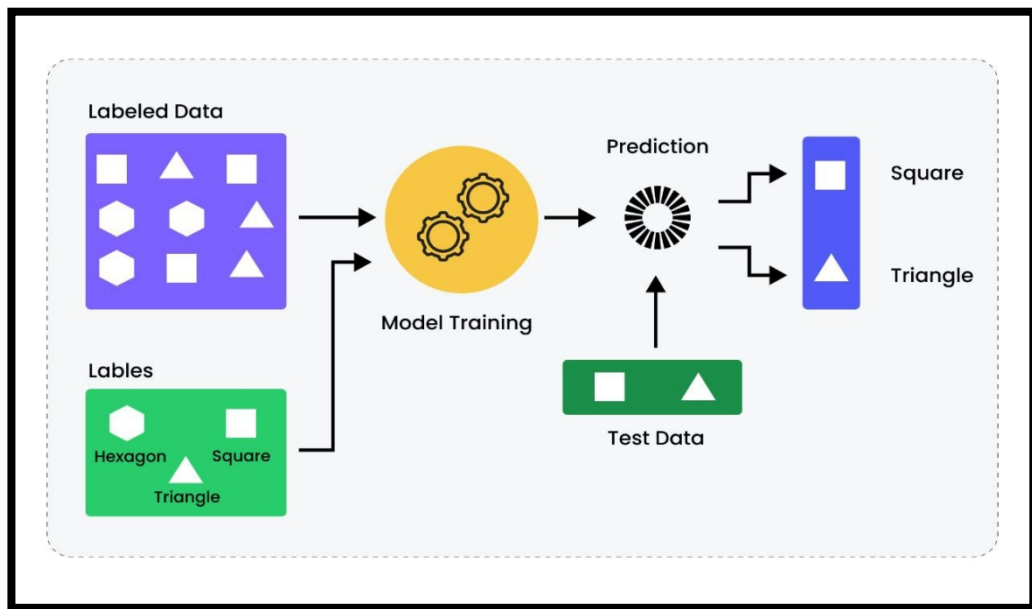 Labeled Data
Prediction
Square
Triangle
Model Training
Lables
Hexagon
Square
Triangle
Test Data